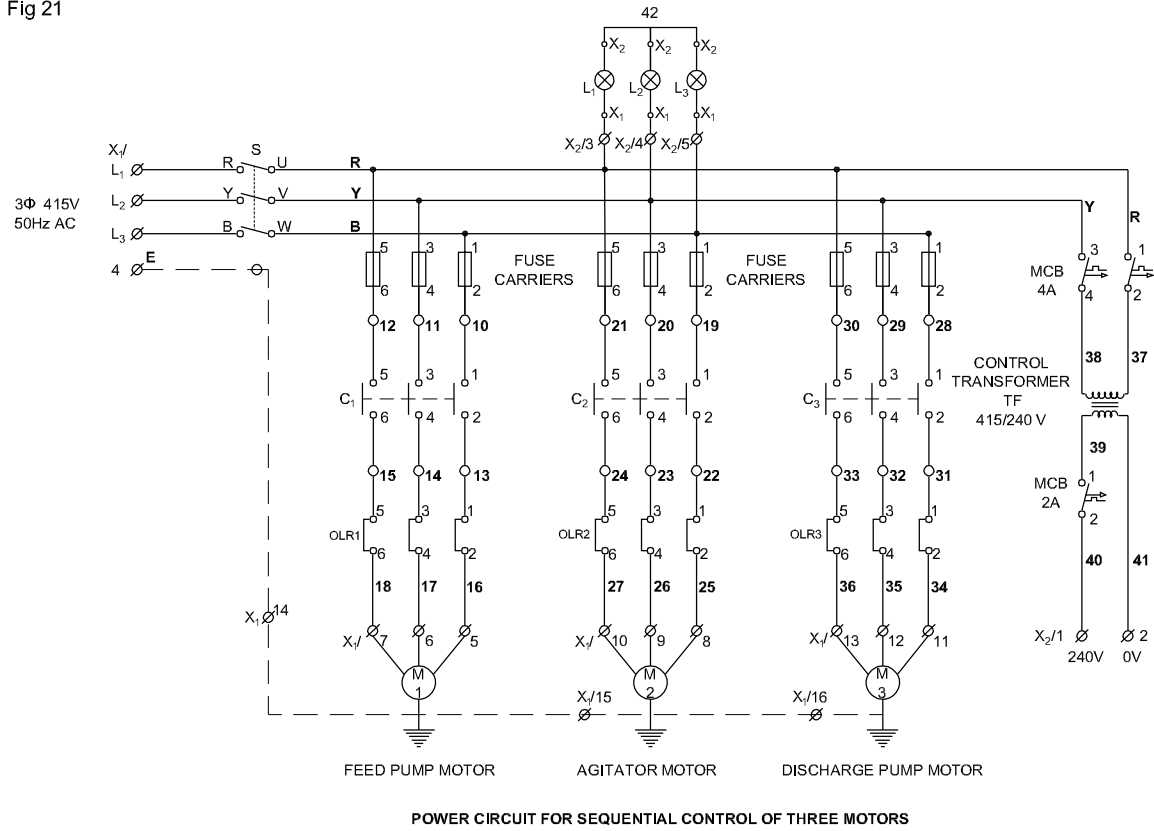 Fig 21
42
X2 X2 X2
L1 L2 L3
X1 X1 X1
X2/3 X2/4 X2/5
X1/
S
L1 R U R
L2 Y V Y
L3 B W B
4 E
3Φ 415V
50Hz AC
Y R
5 3 1 5 3 1 5 3 1
6 4 2 6 4 2 6 4 2
FUSE
CARRIERS
FUSE
CARRIERS
3 1
MCB
4A
4 2
12 11 10 21 20 19 30 29 28
38 37
CONTROL
TRANSFORMER
TF
415/240 V
5 3 1 5 3 1 5 3 1
C1 C2 C3
6 4 2 6 4 2 6 4 2
39
15 14 13 24 23 22 33 32 31
1
MCB
2A
2
5 3 1 5 3 1 5 3 1
OLR1 OLR2 OLR3
6 4 2 6 4 2 6 4 2
40 41
18 17 16 27 26 25 36 35 34
X1 14
X1/ 7 6 5 X1/ 10 9 8 X1/ 13 12 11
X2/1 2
240V 0V
M
1
M
2
M
3
X1/15 X1/16
FEED PUMP MOTOR AGITATOR MOTOR DISCHARGE PUMP MOTOR
POWER CIRCUIT FOR SEQUENTIAL CONTROL OF THREE MOTORS